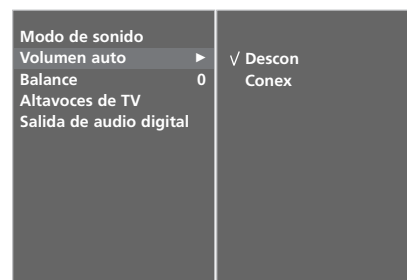 Modo de sonido
Volumen auto ►
Balance 0
Altavoces de TV
Salida de audio digital
√ Descon
Conex